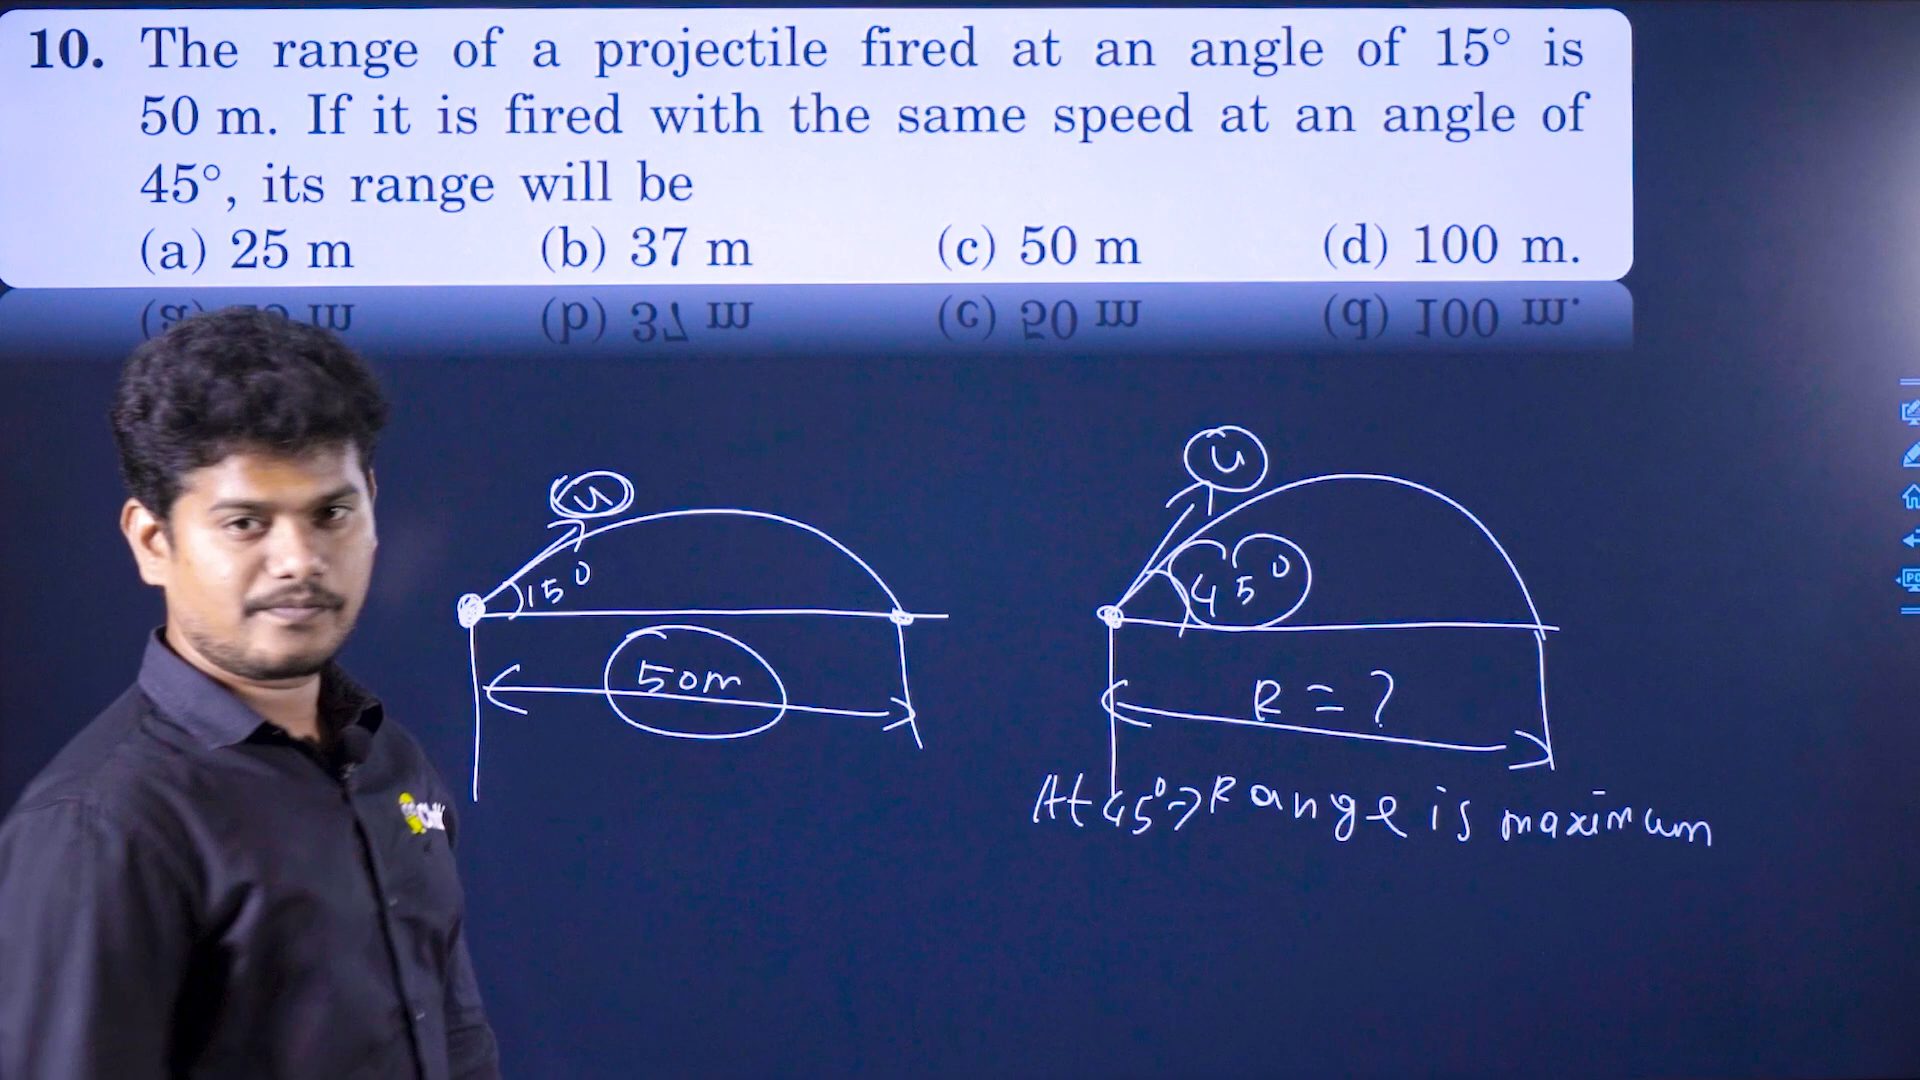 10. The range of a projectile fired at an angle of 15° is
50 m. If it is fired with the same speed at an angle of
45°, its range will be
(a) 25 m (b) 37 m (c) 50 m (d) 100 m.
u
u
15°
45°
50m
R = ?
At 45° => Range is maximum